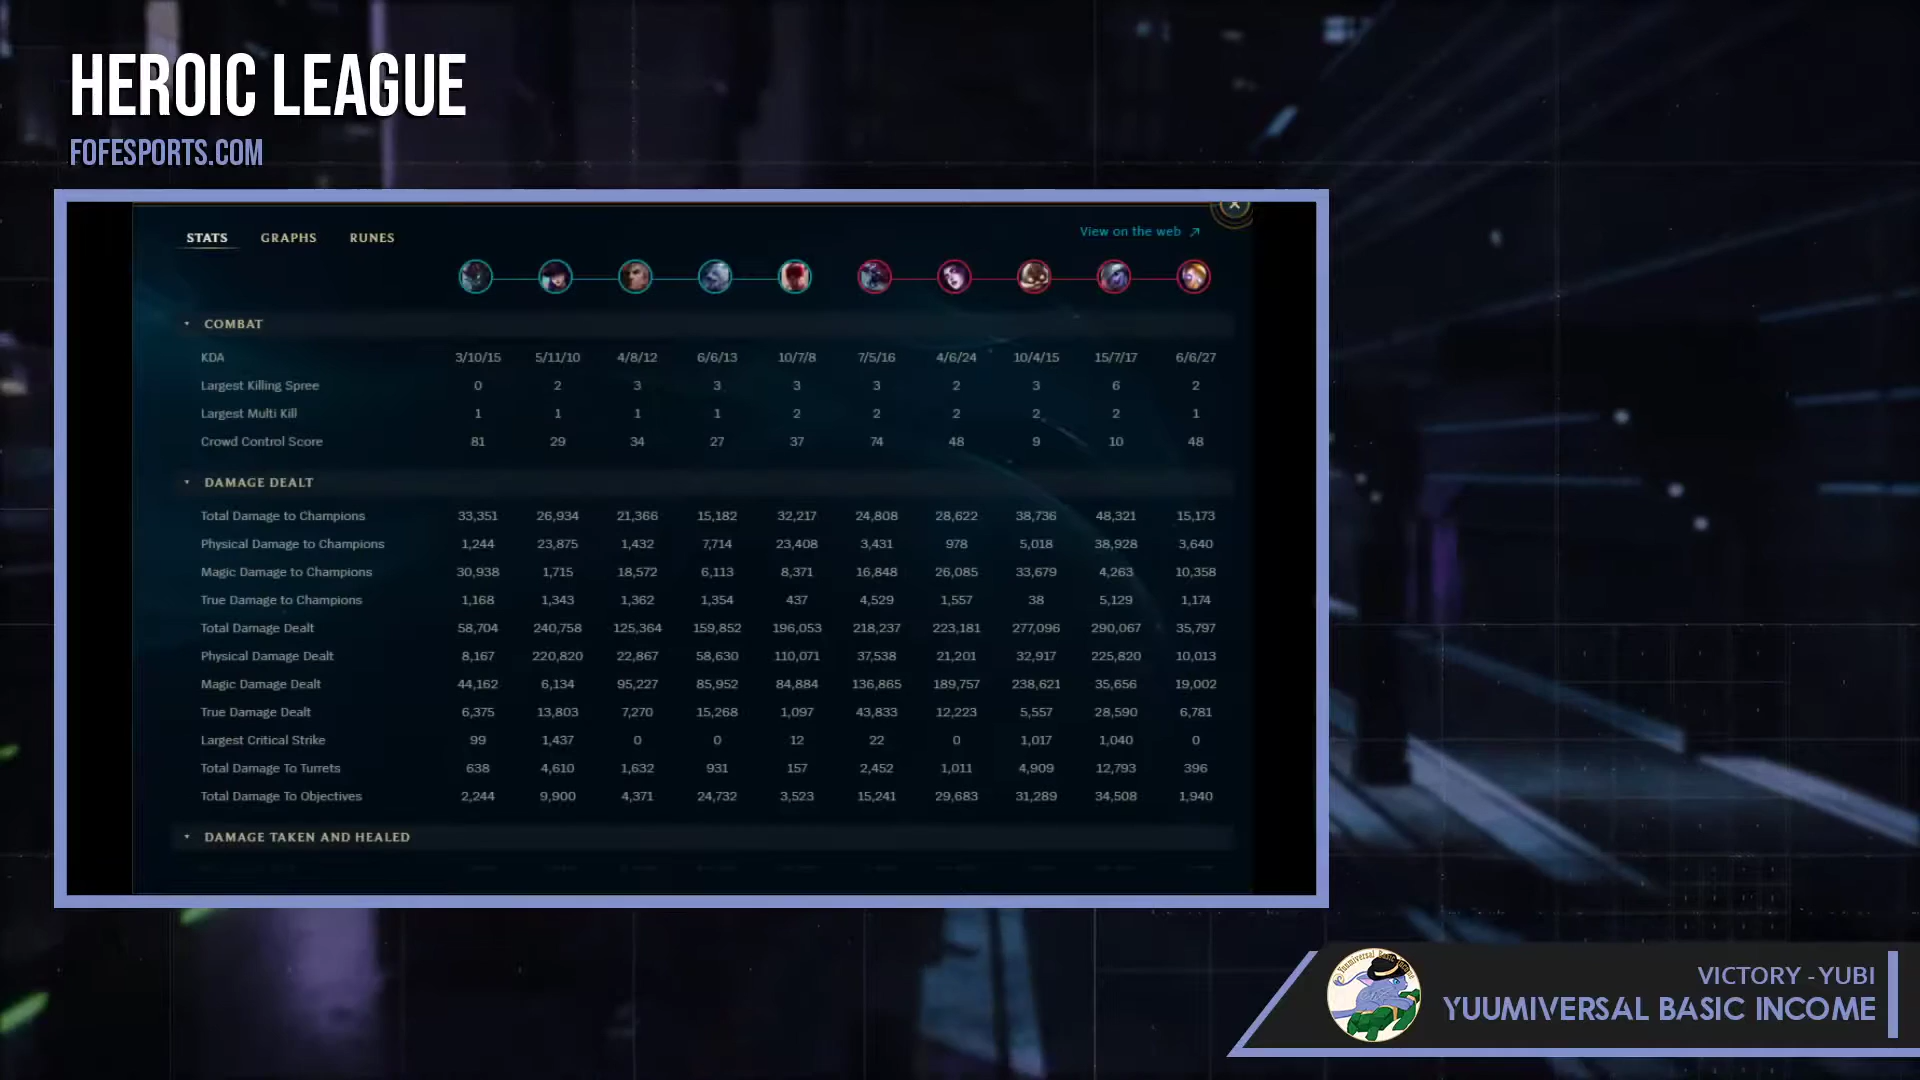 HEROIC LEAGUE
FOFESPORTS.COM
STATS GRAPHS RUNES View on the web
COMBAT
KDA 3/10/15 5/11/10 4/8/12 6/6/13 10/7/8 7/5/16 4/6/24 10/4/15 15/7/17 6/6/27
Largest Killing Spree 0 2 3 3 3 3 2 3 6 2
Largest Multi Kill 1 1 1 1 2 2 2 2 2 1
Crowd Control Score 81 29 34 27 37 74 48 9 10 48
DAMAGE DEALT
Total Damage to Champions 33,351 26,934 21,366 15,182 32,217 24,808 28,622 38,736 48,321 15,173
Physical Damage to Champions 1,244 23,875 1,432 7,714 23,408 3,431 978 5,018 38,928 3,640
Magic Damage to Champions 30,938 1,715 18,572 6,113 8,371 16,848 26,085 33,679 4,263 10,358
True Damage to Champions 1,168 1,343 1,362 1,354 437 4,529 1,557 38 5,129 1,174
Total Damage Dealt 58,704 240,758 125,364 159,852 196,053 218,237 223,181 277,096 290,067 35,797
Physical Damage Dealt 8,167 220,820 22,867 58,630 110,071 37,538 21,201 32,917 225,820 10,013
Magic Damage Dealt 44,162 6,134 95,227 85,952 84,884 136,865 189,757 238,621 35,656 19,002
True Damage Dealt 6,375 13,803 7,270 15,268 1,097 43,833 12,223 5,557 28,590 6,781
Largest Critical Strike 99 1,437 0 0 12 22 0 1,017 1,040 0
Total Damage To Turrets 638 4,610 1,632 931 157 2,452 1,011 4,909 12,793 396
Total Damage To Objectives 2,244 9,900 4,371 24,732 3,523 15,241 29,683 31,289 34,508 1,940
DAMAGE TAKEN AND HEALED
Yuumiversal Basic Income
VICTORY -YUBI
YUUMIVERSAL BASIC INCOME